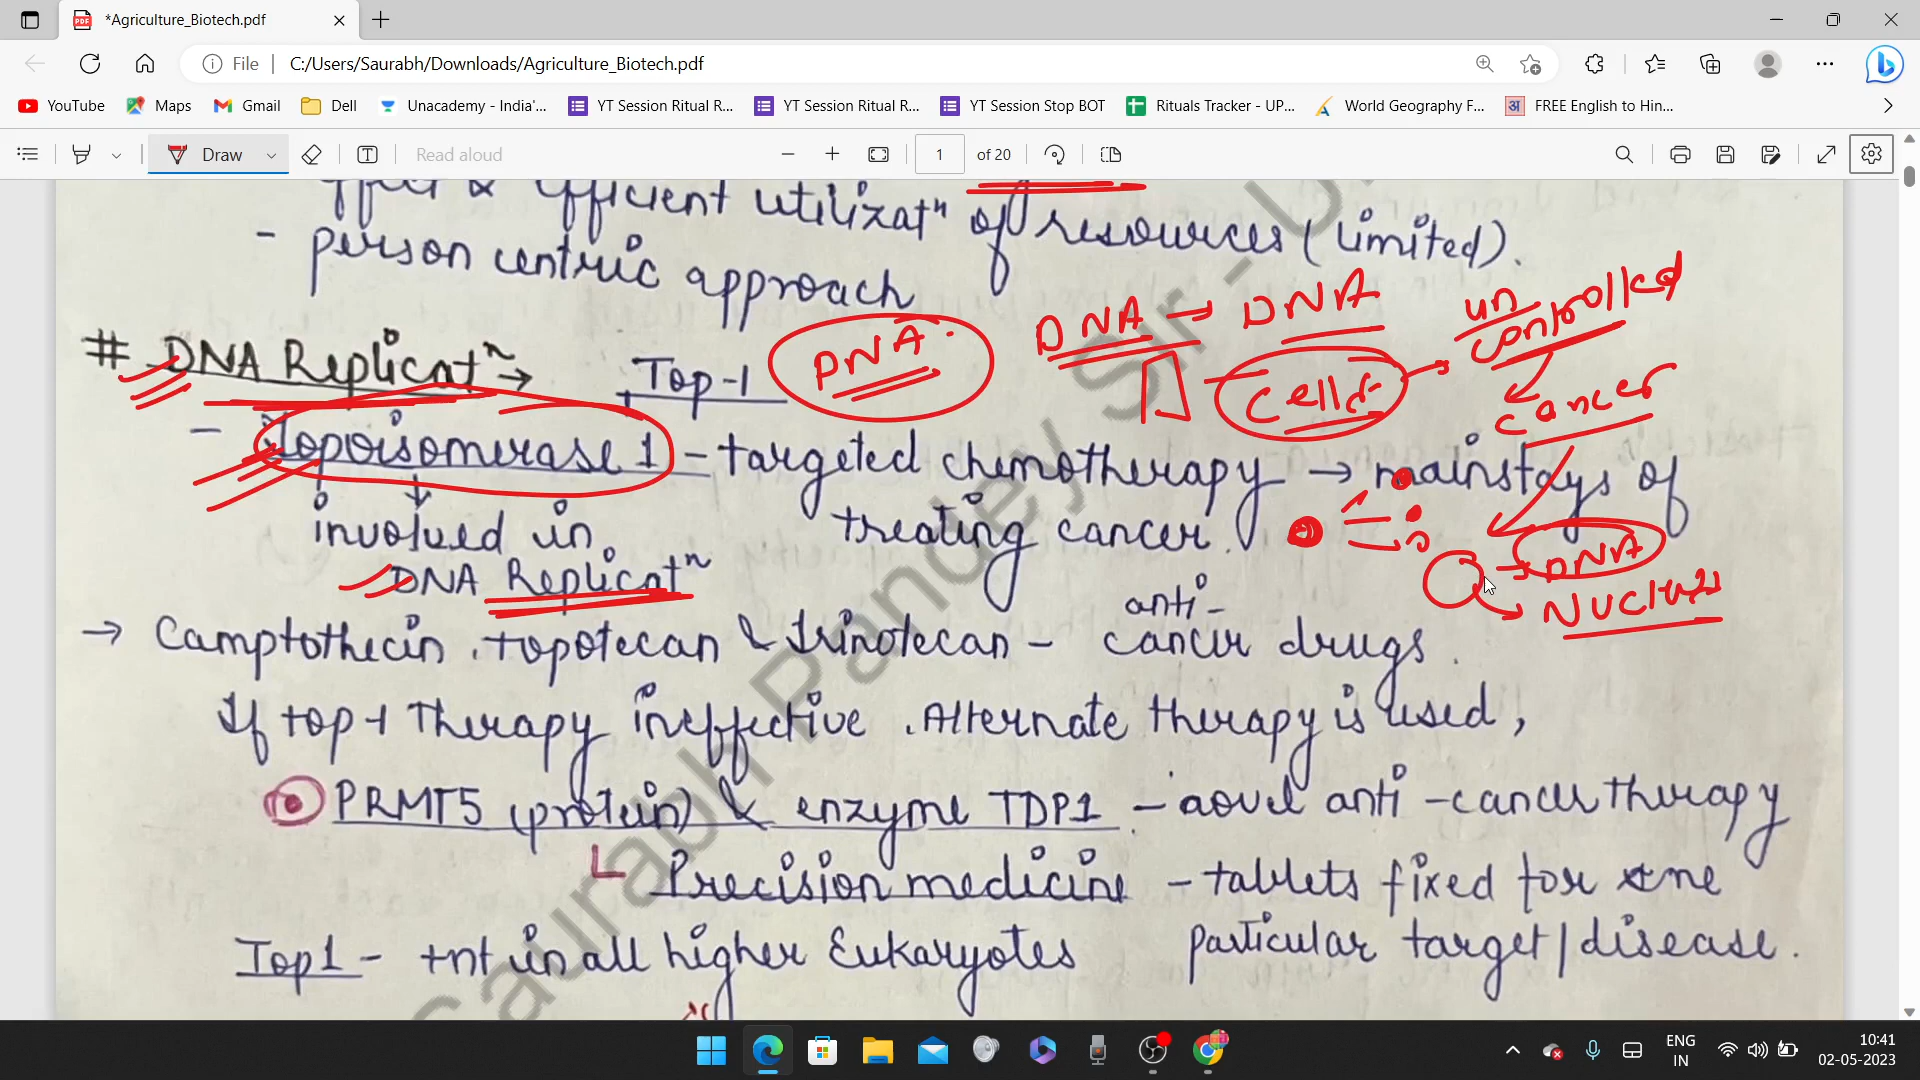 *Agriculture_Biotech.pdf
File C:/Users/Saurabh/Downloads/Agriculture_Biotech.pdf
YouTube Maps Gmail Dell Unacademy - India'... YT Session Ritual R... YT Session Ritual R... YT Session Stop BOT Rituals Tracker - UP... World Geography F... FREE English to Hin...
Draw Read aloud 1 of 20
& efficient utilizatⁿ of resources (limited).
- person centric approach
DNA DNA → DNA un
controlled
# DNA Replicatⁿ → Top-1 Cells cancer
- Topoisomerase 1 - targeted chemotherapy → mainstays of
involved in treating cancer. DNA
DNA Replicatⁿ Nucleus
anti-
→ Camptothecin, topotecan & Irinotecan - cancer drugs.
If top-1 Therapy ineffective. Alternate therapy is used,
PRMT5 (protein) & enzyme TDP1 - novel anti-cancer therapy
Precision medicine - tablets fixed for
Top1 - +nt in all higher Eukaryotes particular target/disease.
Saurabh Pandey Sir -
ENG
IN
10:41
02-05-2023